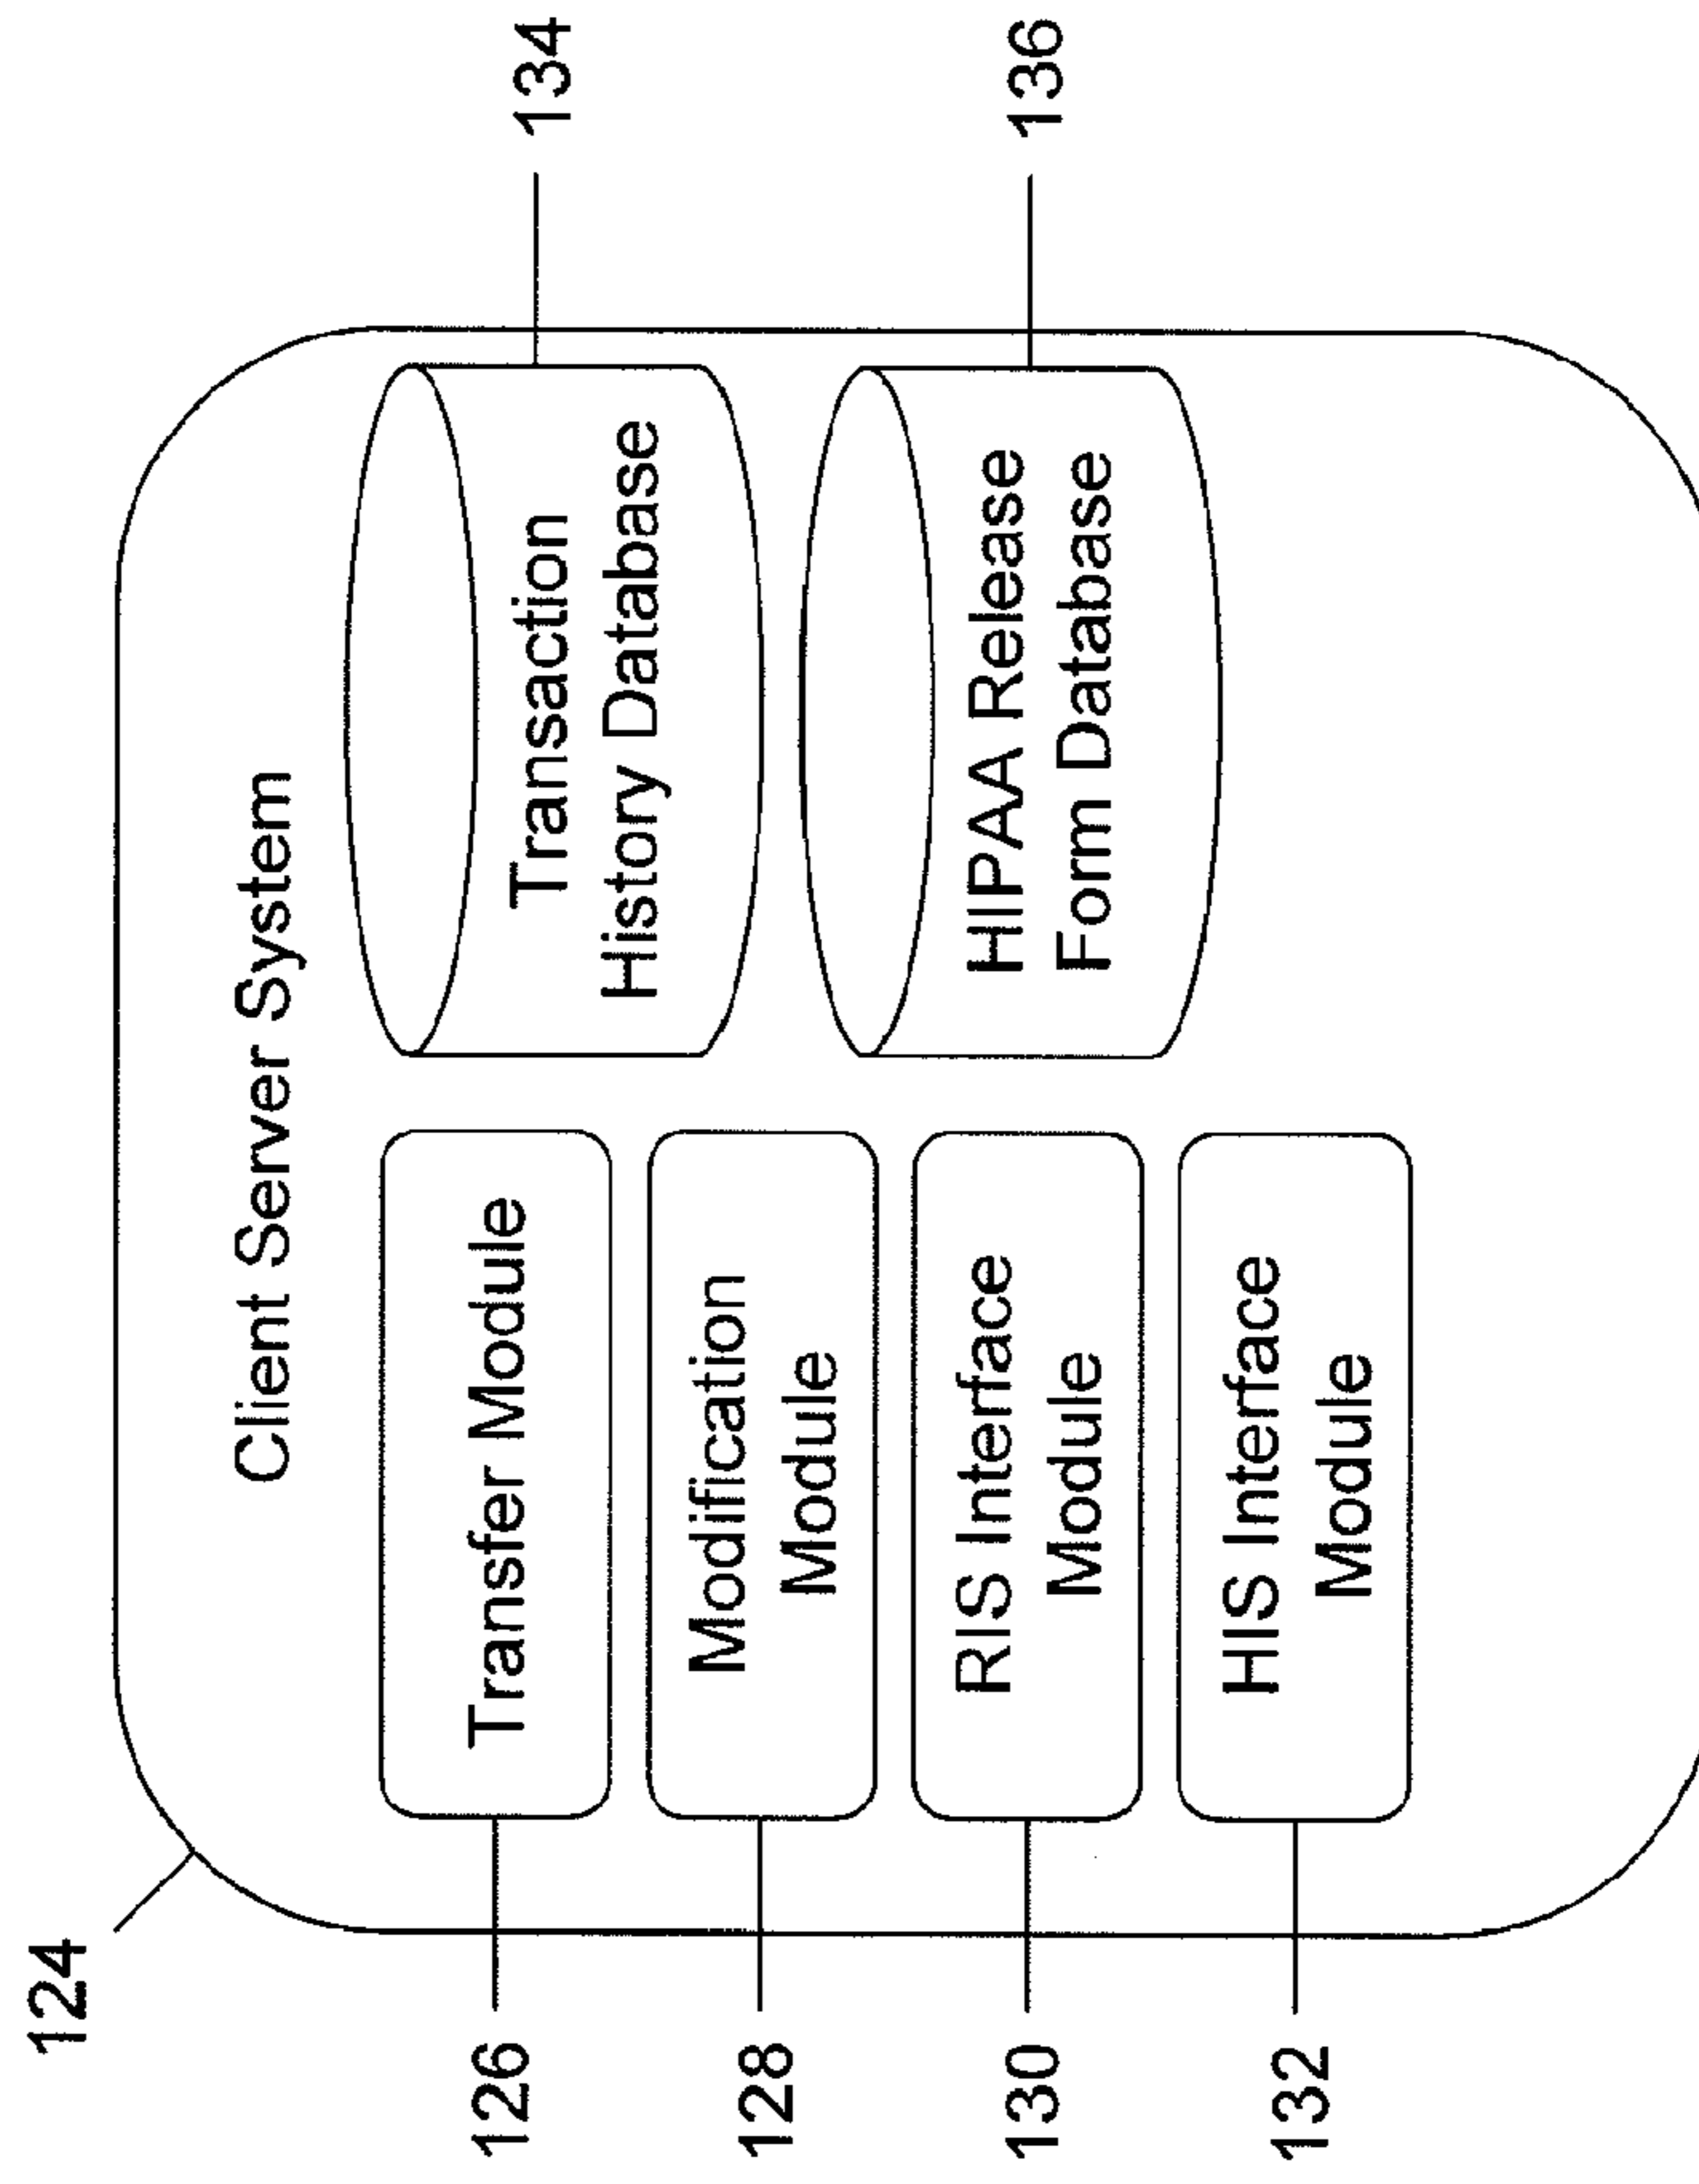 124
Client Server System
126
Transfer Module
128
Modification
Module
130
RIS Interface
Module
132
HIS Interface
Module
Transaction
History Database
134
HIPAA Release
Form Database
136